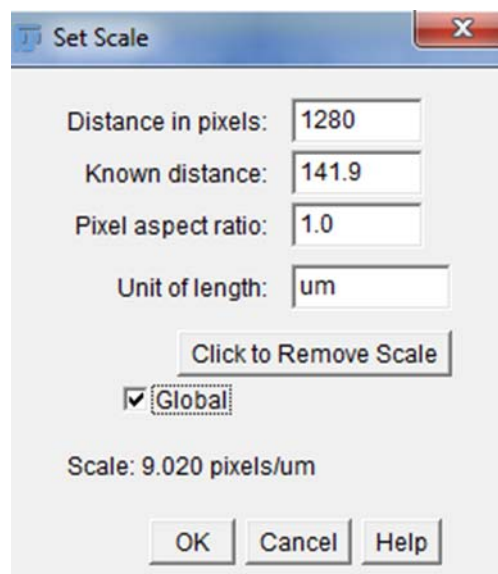 Set Scale
Distance in pixels: 1280
Known distance: 141.9
Pixel aspect ratio: 1.0
Unit of length: um
Click to Remove Scale
Global
Scale: 9.020 pixels/um
OK Cancel Help